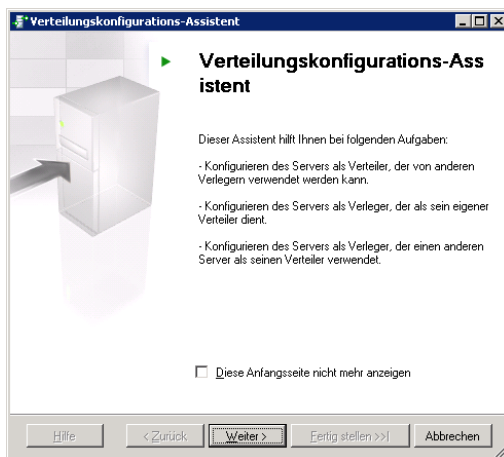 Verteilungskonfigurations-Assistent
Verteilungskonfigurations-Ass
istent
Dieser Assistent hilft Ihnen bei folgenden Aufgaben:
- Konfigurieren des Servers als Verteiler, der von anderen
Verlegern verwendet werden kann.
- Konfigurieren des Servers als Verleger, der als sein eigener
Verteiler dient.
- Konfigurieren des Servers als Verleger, der einen anderen
Server als seinen Verteiler verwendet.
Diese Anfangsseite nicht mehr anzeigen
Hilfe
< Zurück
Weiter >
Fertig stellen >>|
Abbrechen